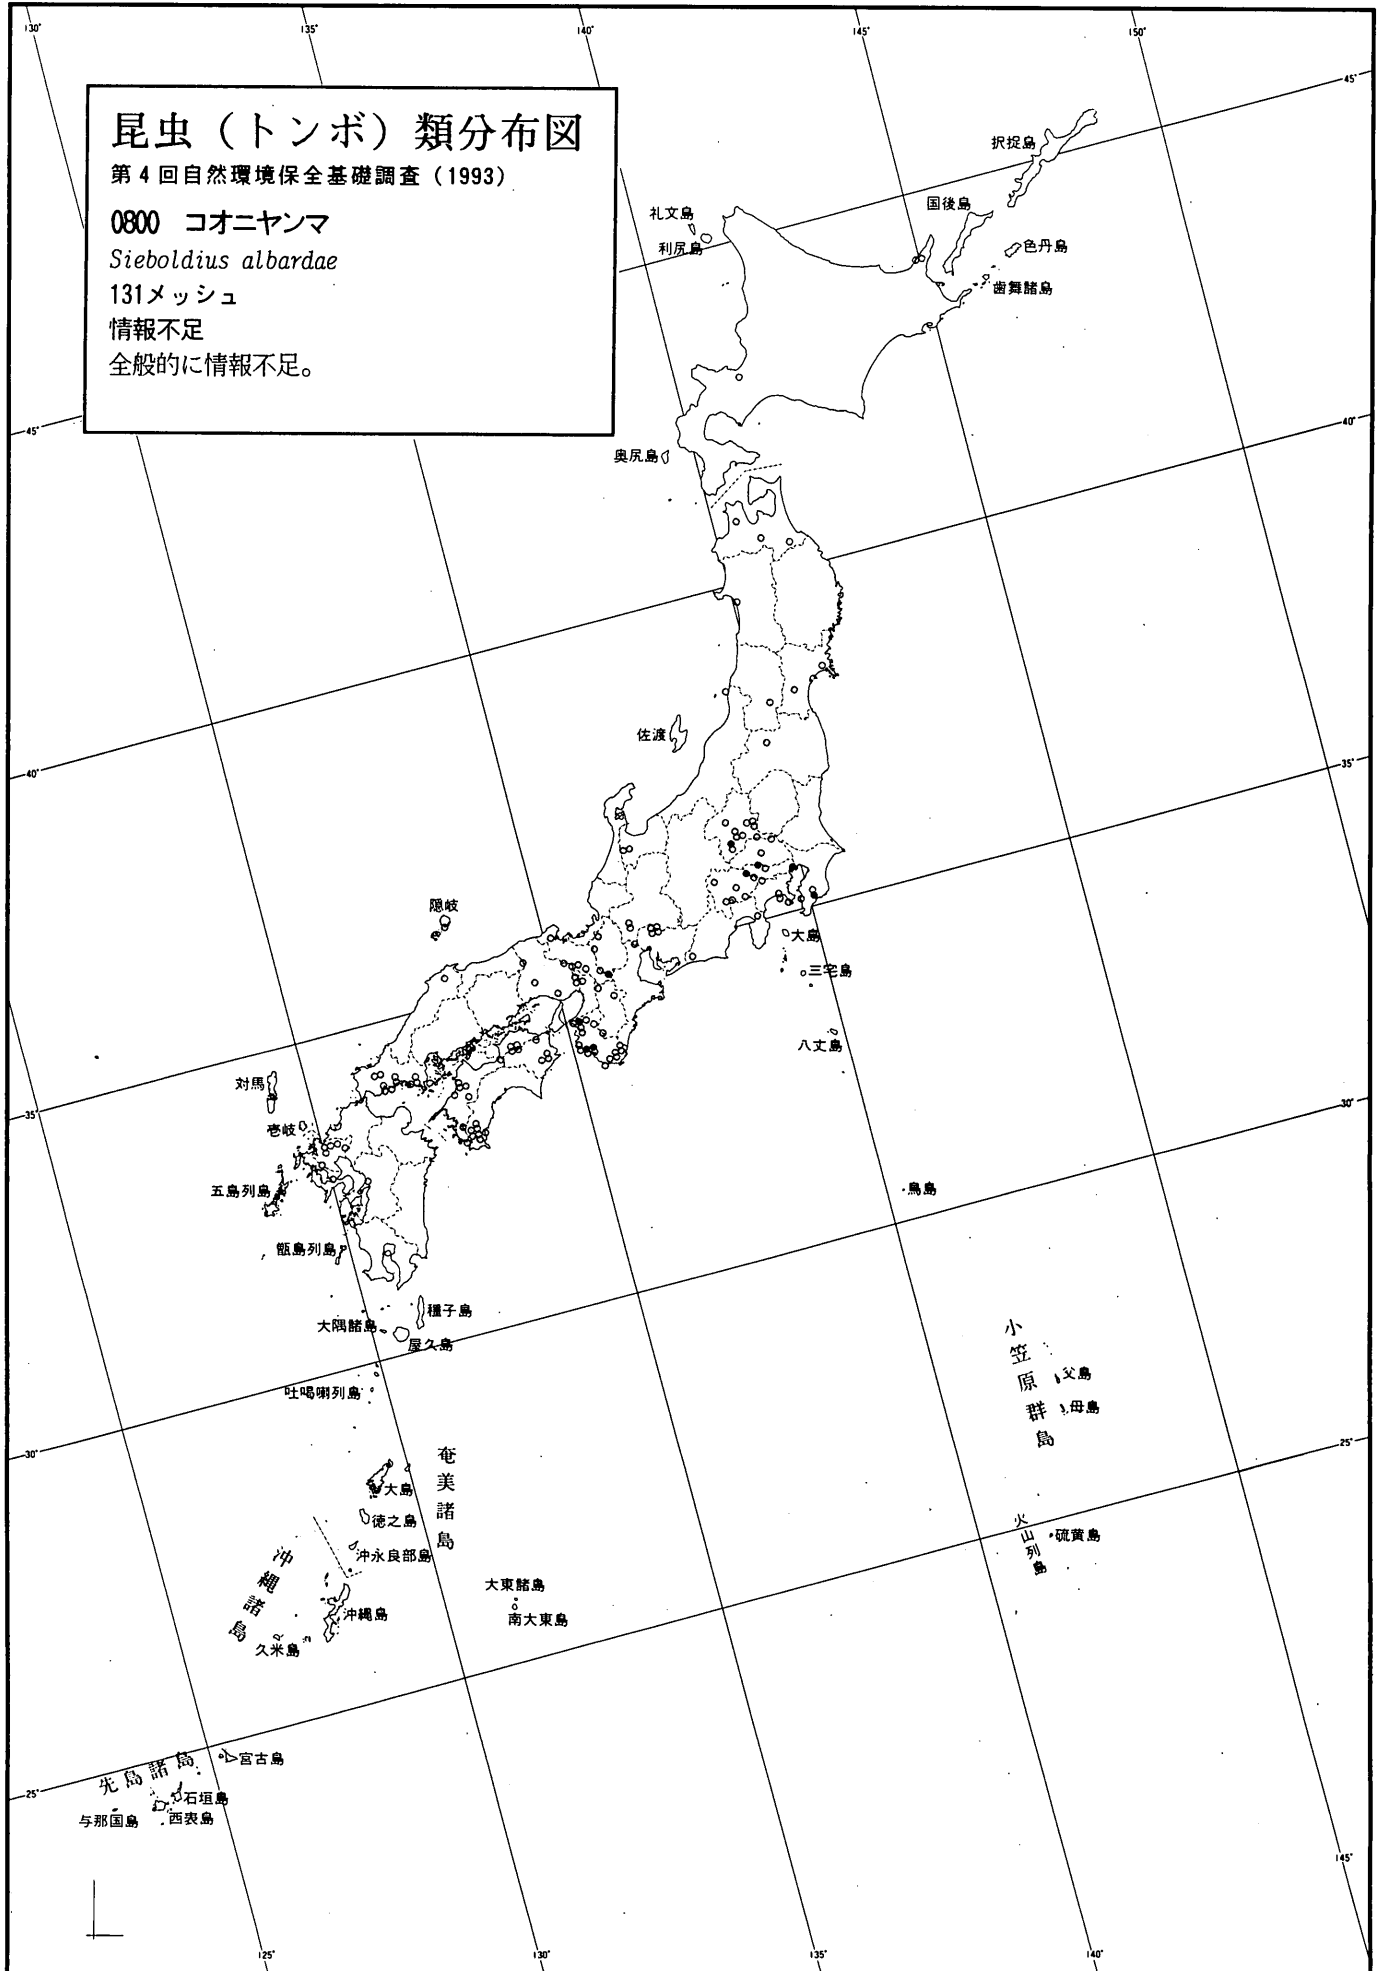 130°
135°
140°
145°
150°
45°
昆虫（トンボ）類分布図
第4回自然環境保全基礎調査（1993）
0800 コオニヤンマ
Sieboldius albardae
131メッシュ
情報不足
全般的に情報不足。
択捉島
国後島
色丹島
歯舞諸島
礼文島
利尻島
奥尻島
45°
40°
佐渡
40°
35°
隠岐
大島
三宅島
八丈島
対馬
35°
壱岐
30°
五島列島
鳥島
甑島列島
種子島
大隅諸島
屋久島
吐噶喇列島
小笠原群島
父島
母島
30°
25°
奄美諸島
大島
徳之島
沖永良部島
火山列島
硫黄島
沖縄諸島
沖縄島
久米島
大東諸島
南大東島
先島諸島
宮古島
25°
石垣島
与那国島
西表島
145°
125°
130°
135°
140°